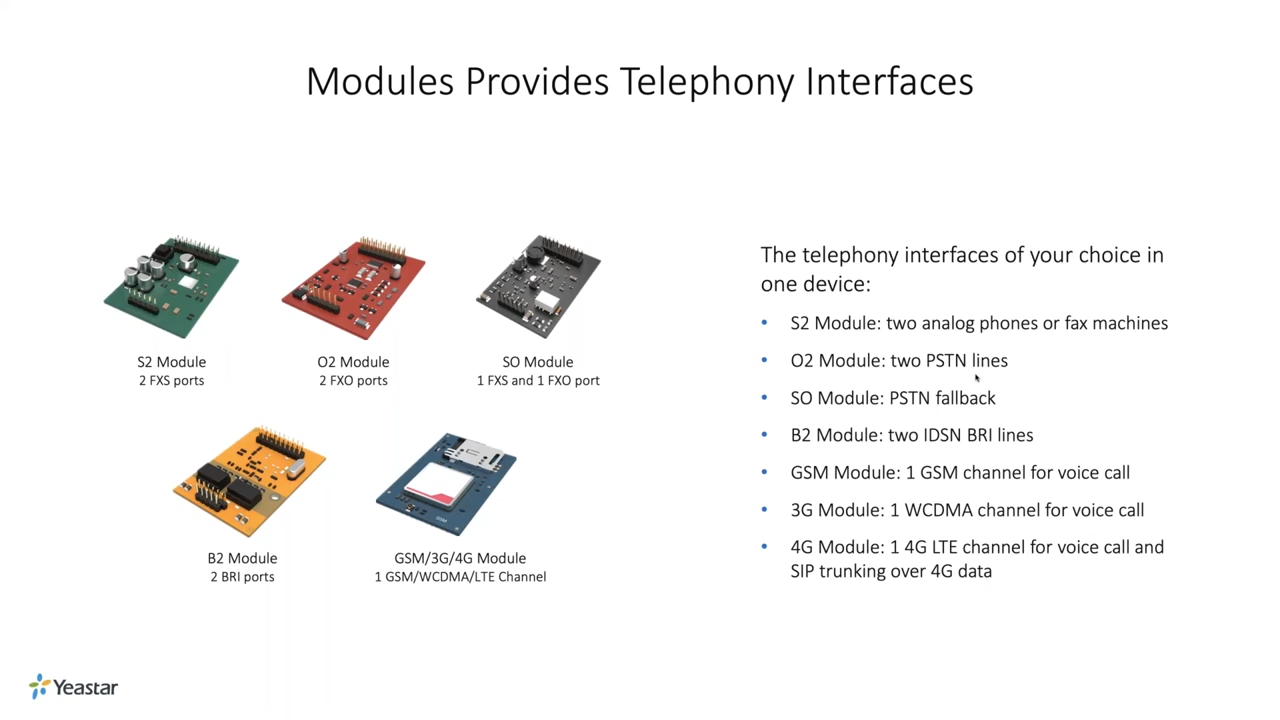 Modules Provides Telephony Interfaces
S2 Module
2 FXS ports
O2 Module
2 FXO ports
SO Module
1 FXS and 1 FXO port
B2 Module
2 BRI ports
GSM/3G/4G Module
1 GSM/WCDMA/LTE Channel
The telephony interfaces of your choice in
one device:
• S2 Module: two analog phones or fax machines
• O2 Module: two PSTN lines
• SO Module: PSTN fallback
• B2 Module: two IDSN BRI lines
• GSM Module: 1 GSM channel for voice call
• 3G Module: 1 WCDMA channel for voice call
• 4G Module: 1 4G LTE channel for voice call and
SIP trunking over 4G data
Yeastar